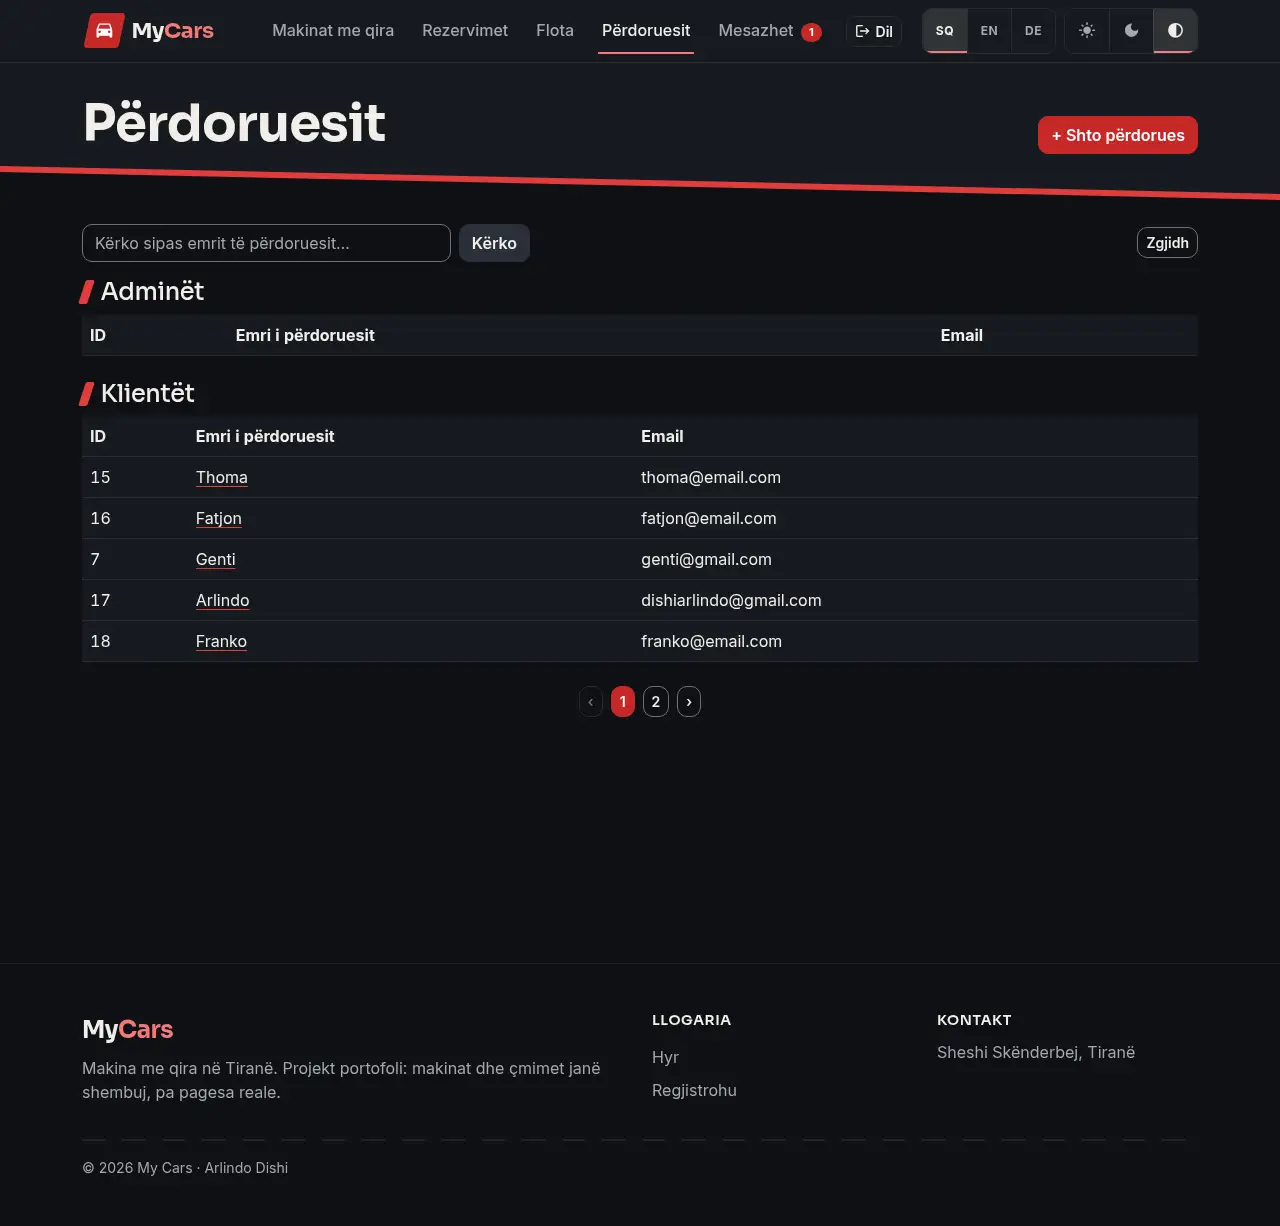 MyCars
Makinat me qira
Rezervimet
Flota
Përdoruesit
Mesazhet 1
Dil
SQ
EN
DE
Përdoruesit
+ Shto përdorues
Kërko sipas emrit të përdoruesit...
Kërko
Zgjidh
Adminët
ID Emri i përdoruesit Email
Klientët
ID Emri i përdoruesit Email
15 Thoma thoma@email.com
16 Fatjon fatjon@email.com
7 Genti genti@gmail.com
17 Arlindo dishiarlindo@gmail.com
18 Franko franko@email.com
‹ 1 2 ›
MyCars
Makina me qira në Tiranë. Projekt portofoli: makinat dhe çmimet janë
shembuj, pa pagesa reale.
LLOGARIA
Hyr
Regjistrohu
KONTAKT
Sheshi Skënderbej, Tiranë
© 2026 My Cars · Arlindo Dishi